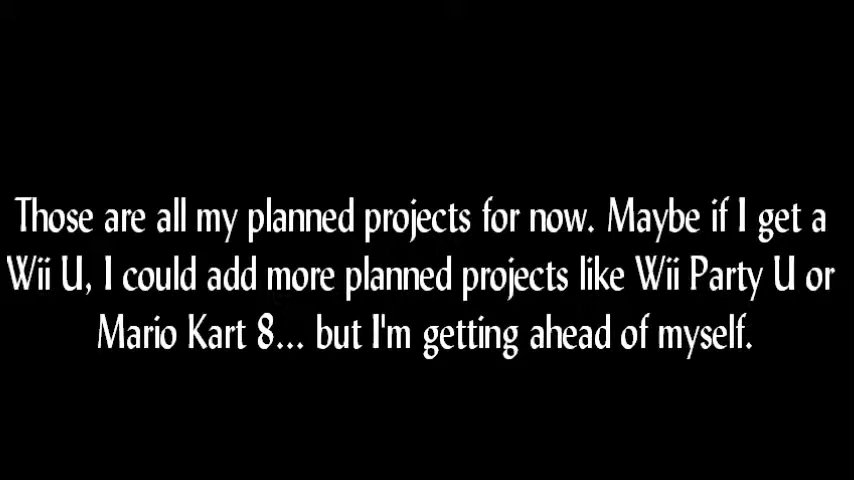 Those are all my planned projects for now. Maybe if I get a
Wii U, I could add more planned projects like Wii Party U or
Mario Kart 8... but I'm getting ahead of myself.